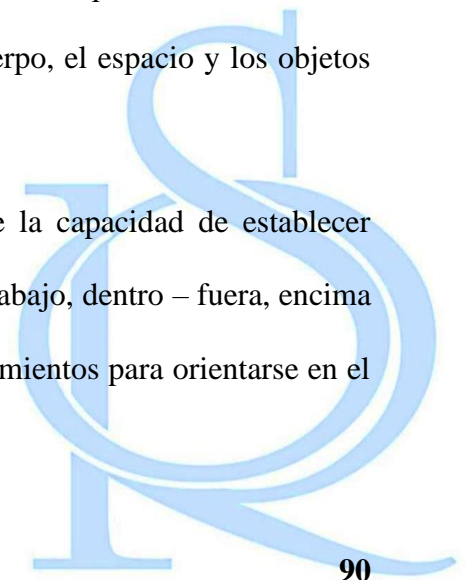 erpo, el espacio y los objetos
e la capacidad de establecer
abajo, dentro – fuera, encima
mientos para orientarse en el
90